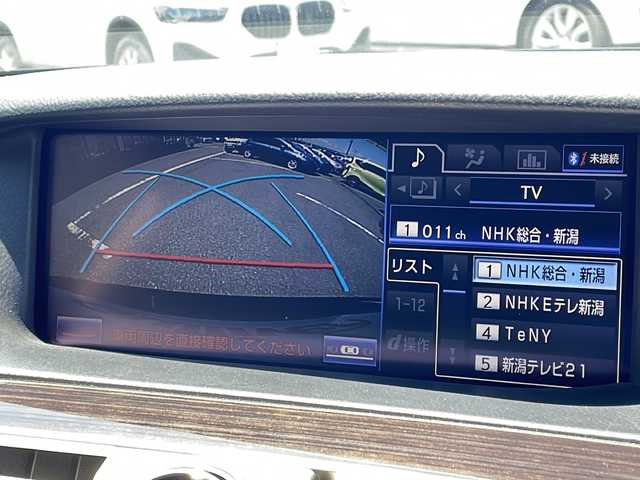 未接続
TV
1 011ch NHK総合・新潟
リスト
1 NHK総合・新潟
1-12
2 NHKEテレ新潟
4 TeNY
d操作
5 新潟テレビ21
車両周辺を直接確認してください